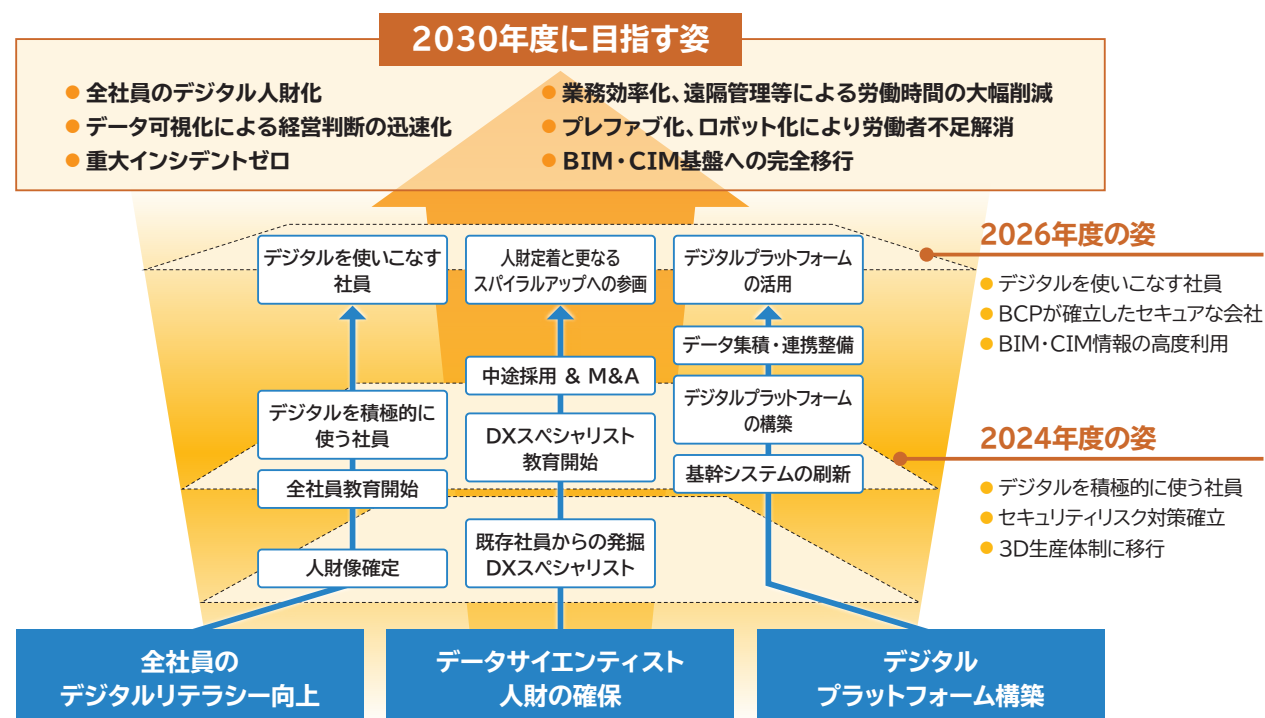 2030年度に目指す姿
● 全社員のデジタル人財化
● データ可視化による経営判断の迅速化
● 重大インシデントゼロ
● 業務効率化、遠隔管理等による労働時間の大幅削減
● プレファブ化、ロボット化により労働者不足解消
● BIM・CIM基盤への完全移行
2026年度の姿
● デジタルを使いこなす社員
● BCPが確立したセキュアな会社
● BIM・CIM情報の高度利用
2024年度の姿
● デジタルを積極的に使う社員
● セキュリティリスク対策確立
● 3D生産体制に移行
デジタルを使いこなす
社員
デジタルを積極的に
使う社員
全社員教育開始
人財像確定
全社員の
デジタルリテラシー向上
人財定着と更なる
スパイラルアップへの参画
中途採用 & M&A
DXスペシャリスト
教育開始
既存社員からの発掘
DXスペシャリスト
データサイエンティスト
人財の確保
デジタルプラットフォーム
の活用
データ集積・連携整備
デジタルプラットフォーム
の構築
基幹システムの刷新
デジタル
プラットフォーム構築